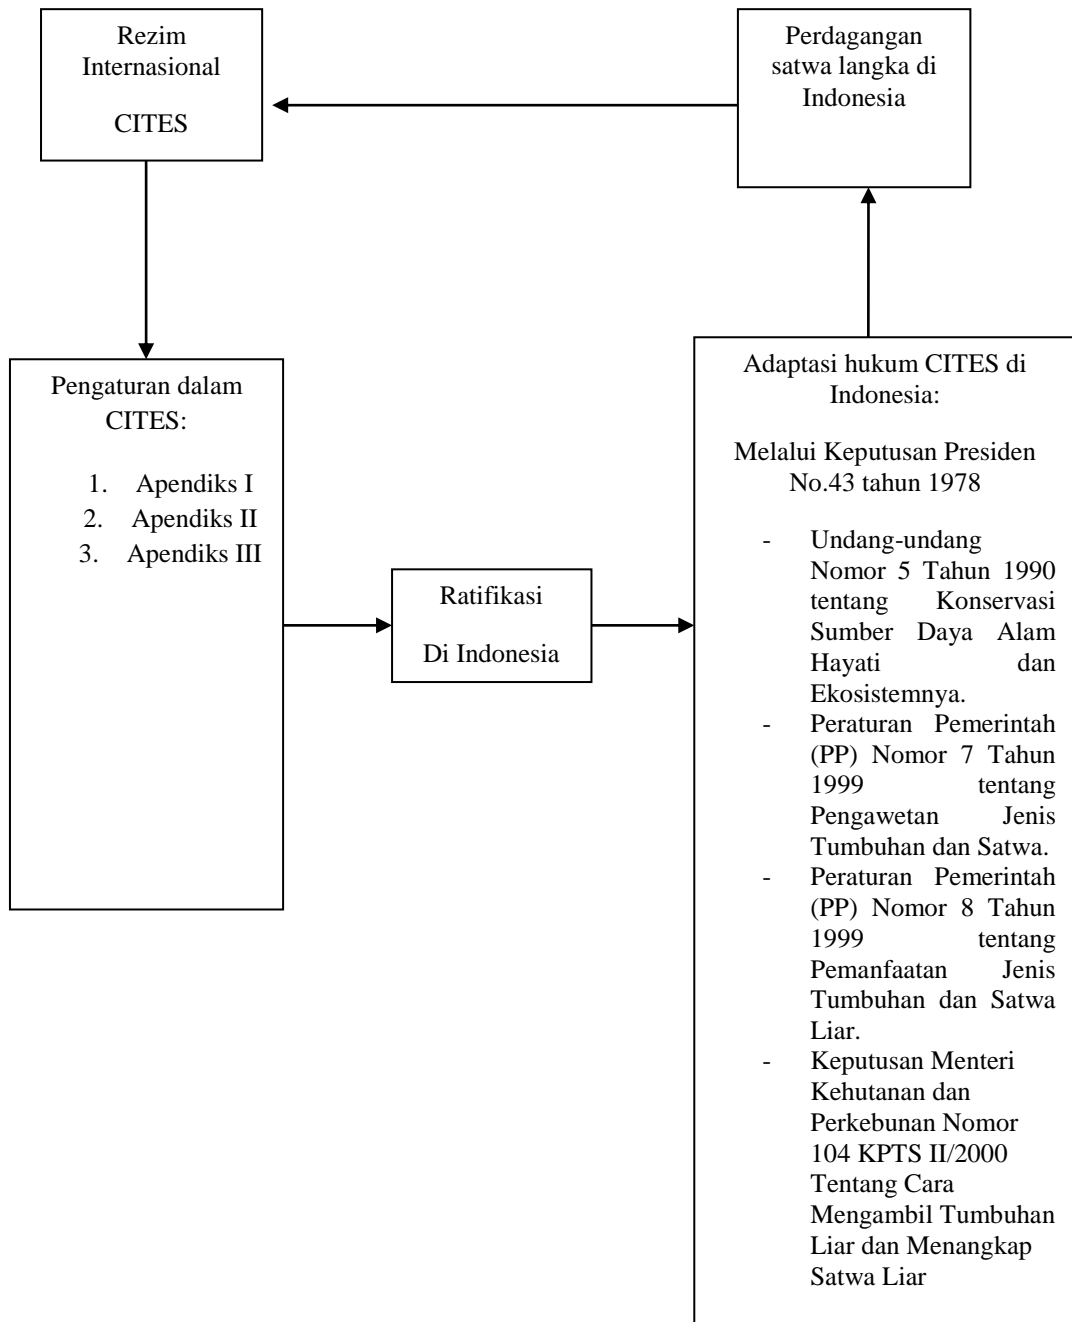 Rezim
Internasional
CITES
Perdagangan
satwa langka di
Indonesia
Pengaturan dalam
CITES:
1. Apendiks I
2. Apendiks II
3. Apendiks III
Ratifikasi
Di Indonesia
Adaptasi hukum CITES di
Indonesia:
Melalui Keputusan Presiden
No.43 tahun 1978
- Undang-undang
Nomor 5 Tahun 1990
tentang Konservasi
Sumber Daya Alam
Hayati dan
Ekosistemnya.
- Peraturan Pemerintah
(PP) Nomor 7 Tahun
1999 tentang
Pengawetan Jenis
Tumbuhan dan Satwa.
- Peraturan Pemerintah
(PP) Nomor 8 Tahun
1999 tentang
Pemanfaatan Jenis
Tumbuhan dan Satwa
Liar.
- Keputusan Menteri
Kehutanan dan
Perkebunan Nomor
104 KPTS II/2000
Tentang Cara
Mengambil Tumbuhan
Liar dan Menangkap
Satwa Liar